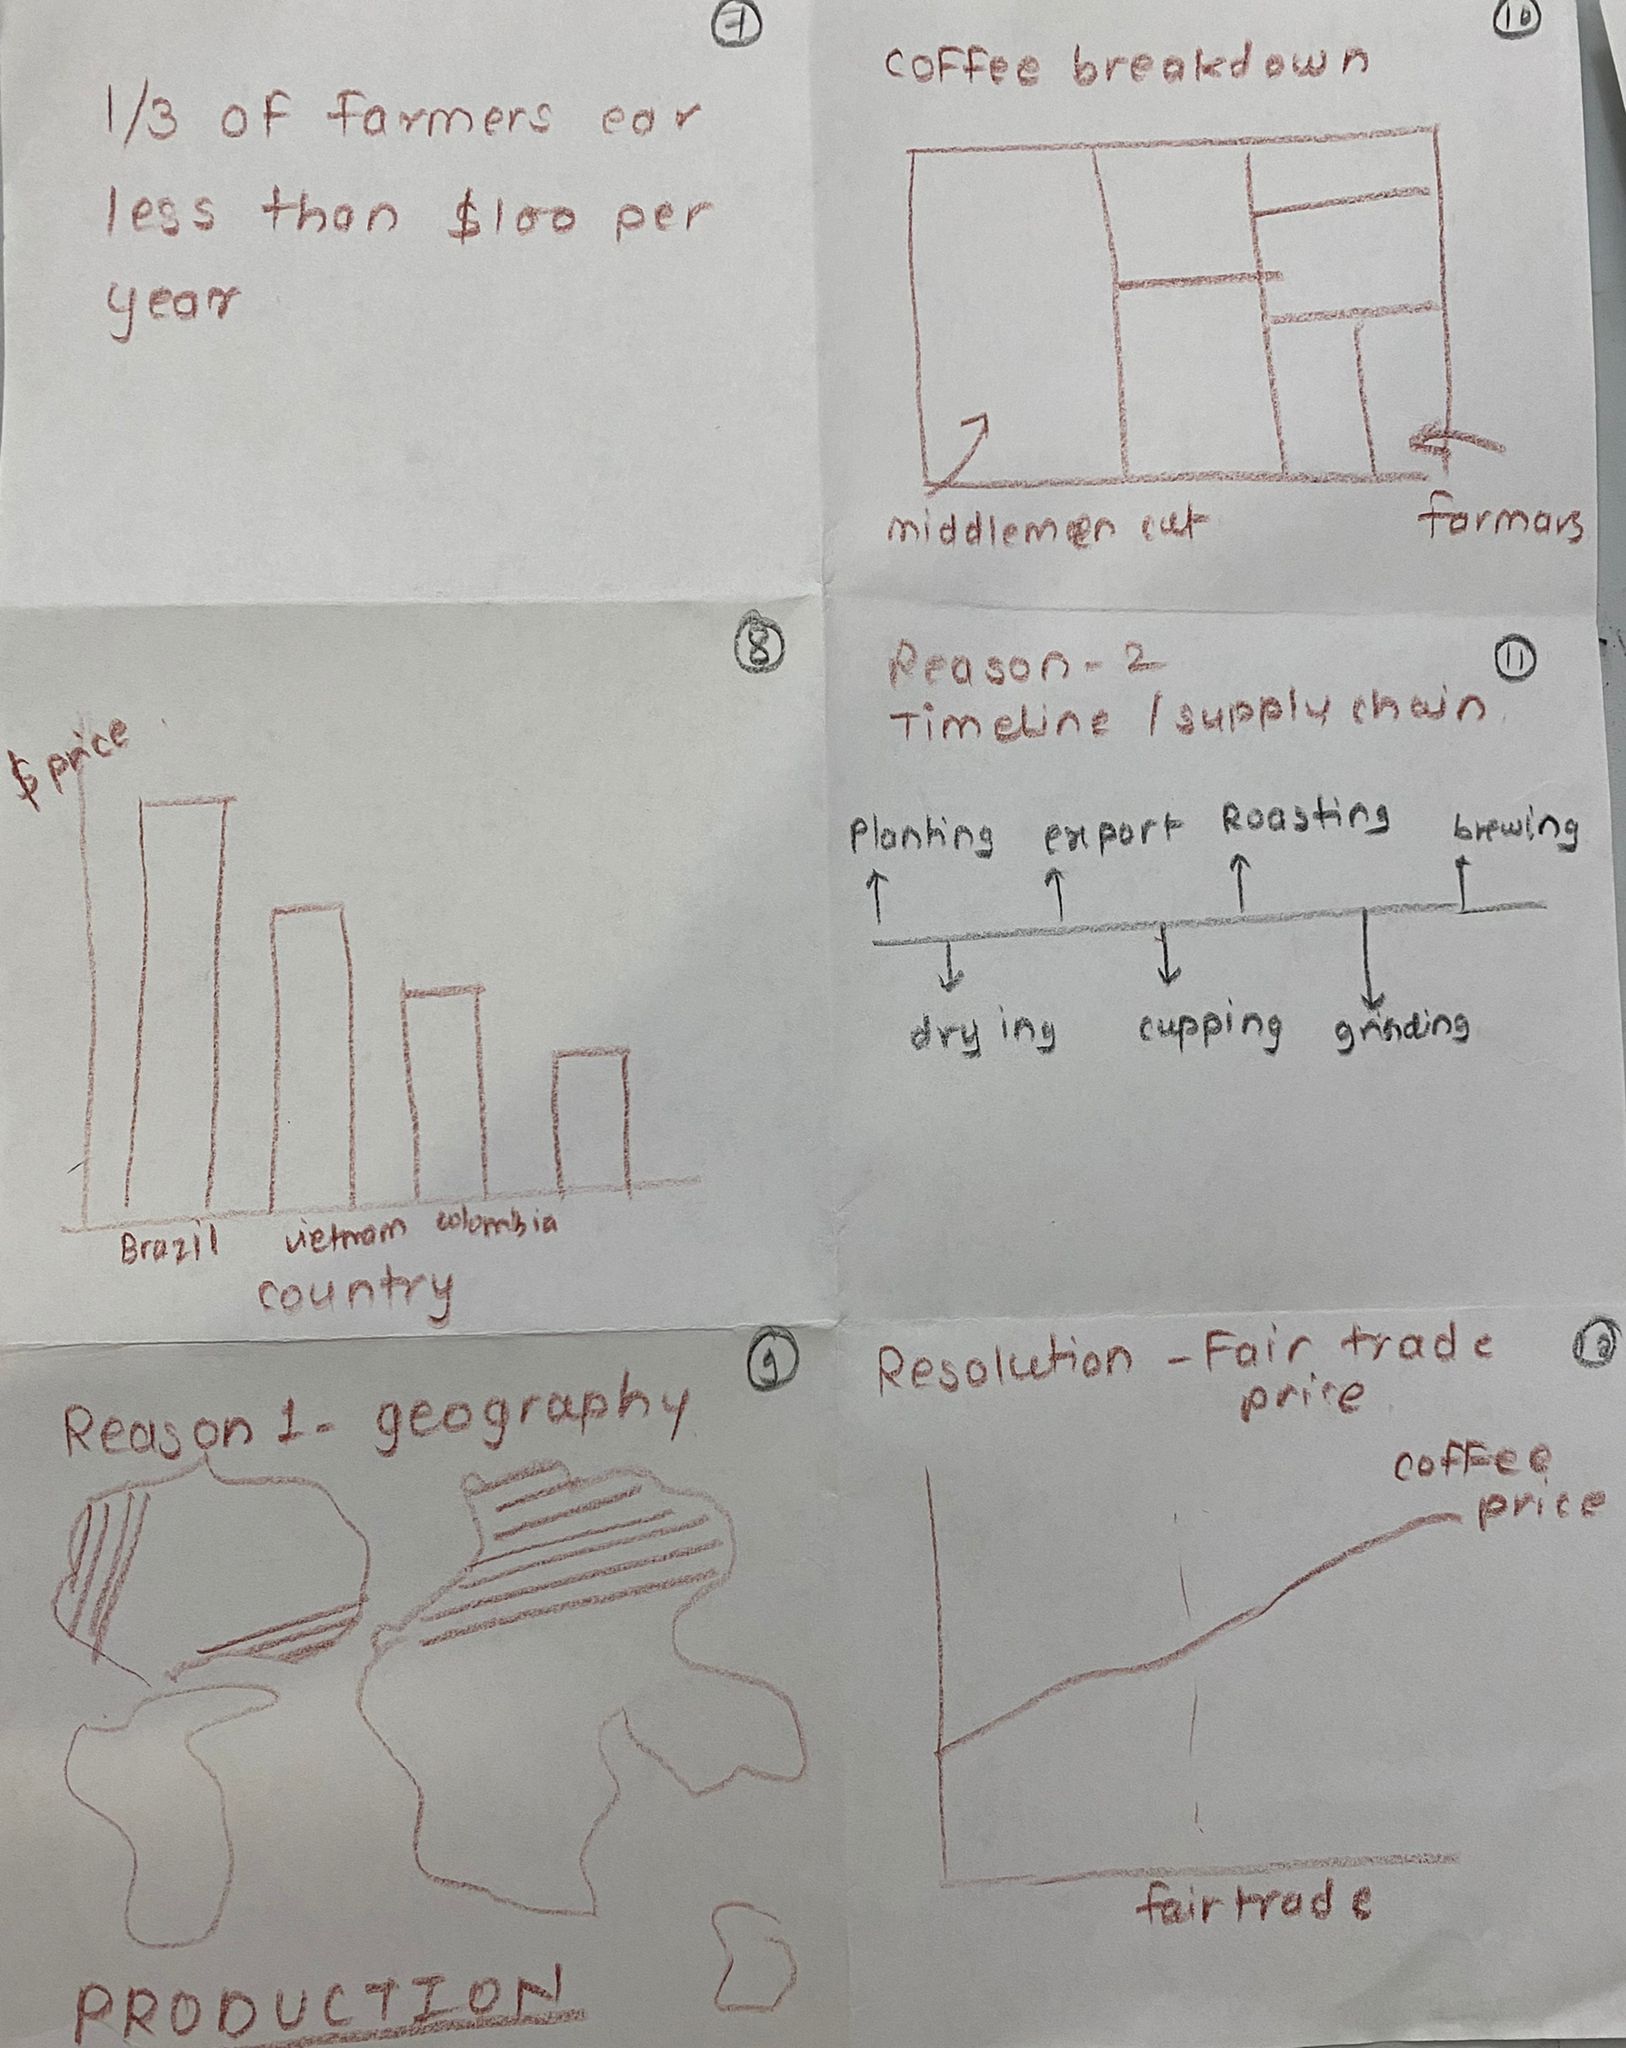 7
1/3 of farmers ear
less than $100 per
year
8
$ price
Brazil vietnam colombia
country
9
Reason 1 - geography
PRODUCTION
10
coffee breakdown
middlemen cut
farmars
11
Reason - 2
Timeline / supply chain
Planting export Roasting brewing
drying cupping grinding
12
Resolution - Fair trade
price
coffee
price
fairtrade